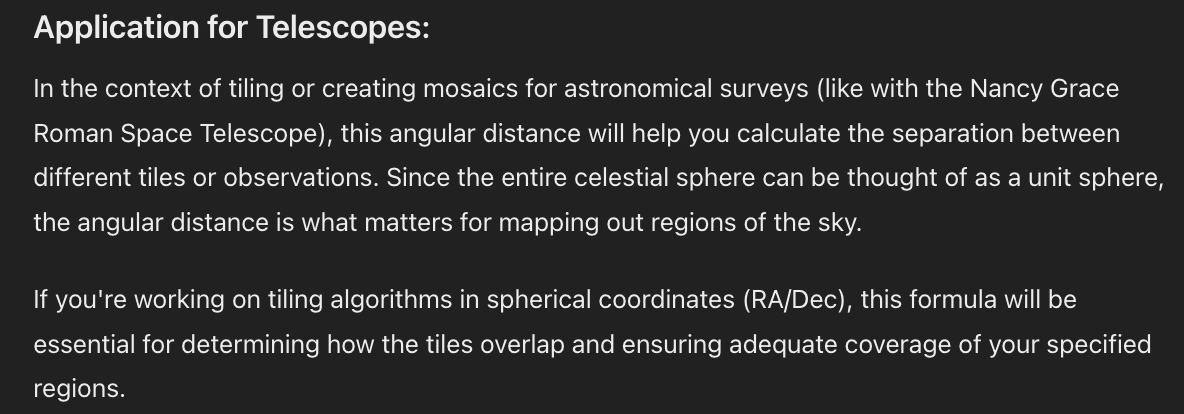 Application for Telescopes:
In the context of tiling or creating mosaics for astronomical surveys (like with the Nancy Grace
Roman Space Telescope), this angular distance will help you calculate the separation between
different tiles or observations. Since the entire celestial sphere can be thought of as a unit sphere,
the angular distance is what matters for mapping out regions of the sky.
If you're working on tiling algorithms in spherical coordinates (RA/Dec), this formula will be
essential for determining how the tiles overlap and ensuring adequate coverage of your specified
regions.